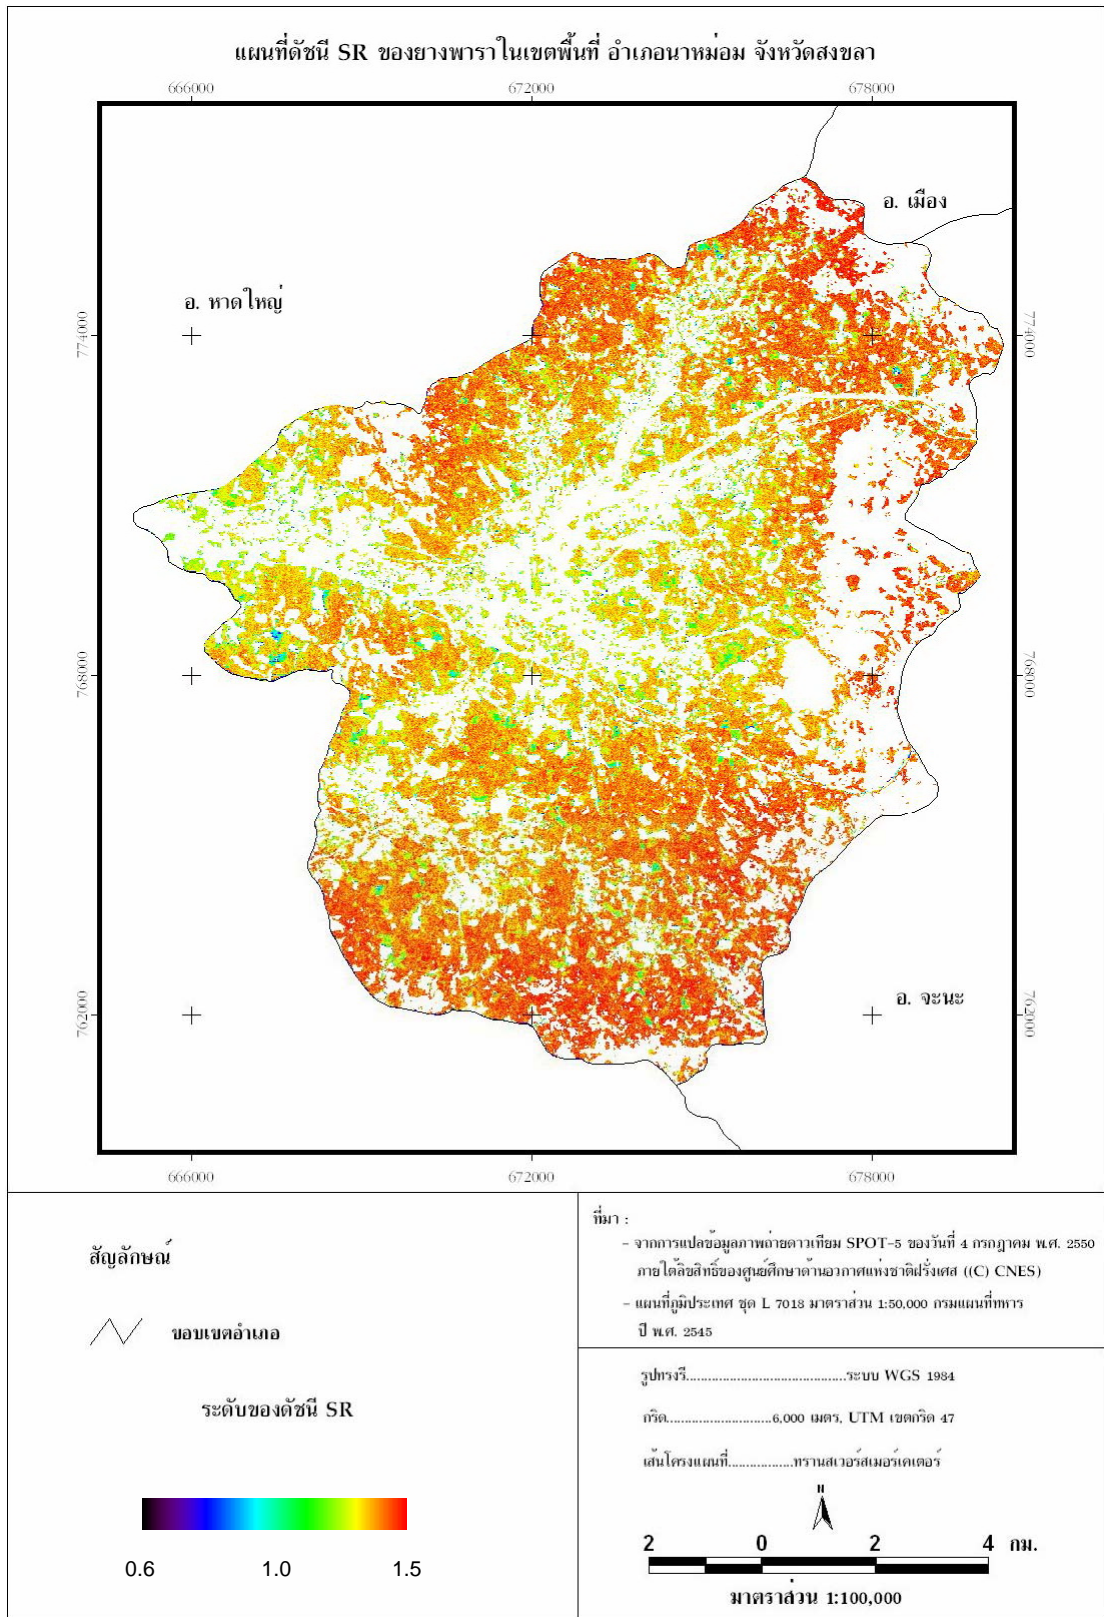 แผนที่ดัชนี SR ของยางพาราในเขตพื้นที่ อำเภอนาหม่อม จังหวัดสงขลา
666000 672000 678000
อ. เมือง
อ. หาดใหญ่
774000 774000
768000 768000
อ. จะนะ
762000 762000
666000 672000 678000
สัญลักษณ์
ขอบเขตอำเภอ
ระดับของดัชนี SR
0.6 1.0 1.5
ที่มา :
- จากการแปลข้อมูลภาพถ่ายดาวเทียม SPOT-5 ของวันที่ 4 กรกฎาคม พ.ศ. 2550
ภายใต้ลิขสิทธิ์ของศูนย์ศึกษาด้านอวกาศแห่งชาติฝรั่งเศส ((C) CNES)
- แผนที่ภูมิประเทศ ชุด L 7018 มาตราส่วน 1:50,000 กรมแผนที่ทหาร
ปี พ.ศ. 2545
รูปทรงรี...........................................ระบบ WGS 1984
กริด............................6,000 เมตร, UTM เขตกริด 47
เส้นโครงแผนที่..................ทรานสเวอร์สเมอร์เคเตอร์
N
2 0 2 4 กม.
มาตราส่วน 1:100,000